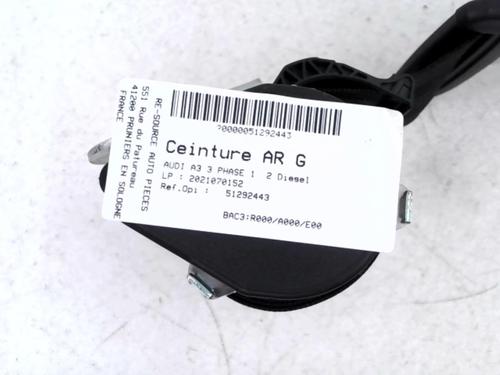 ?0000051292443
Ceinture AR G
AUDI A3 3 PHASE 1  2 Diesel
LP : 2021070152
Ref.Opi :   51292443
BAC3:R000/A000/E00
RE-SOURCE AUTO PIECES
551 Rue du Patureau
41200 PRUNIERS EN SOLOGNE
FRANCE